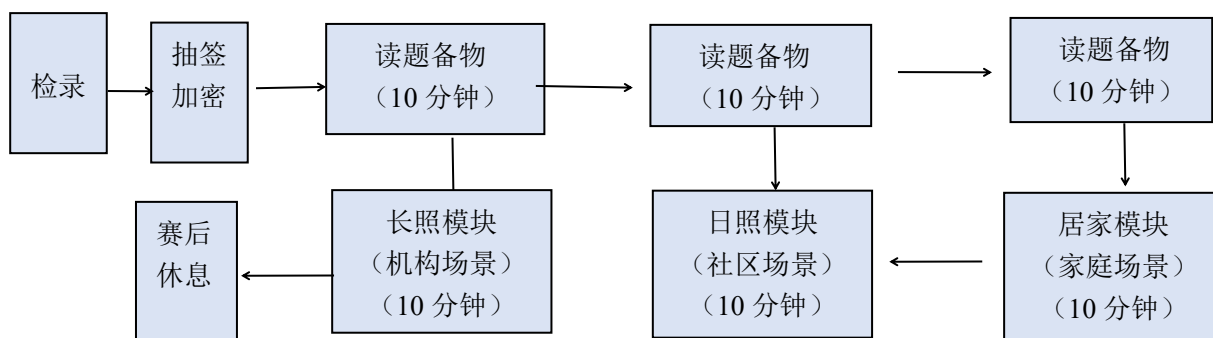 检录
抽签
加密
读题备物
（10 分钟）
读题备物
（10 分钟）
读题备物
（10 分钟）
赛后
休息
长照模块
（机构场景）
（10 分钟）
日照模块
（社区场景）
（10 分钟）
居家模块
（家庭场景）
（10 分钟）